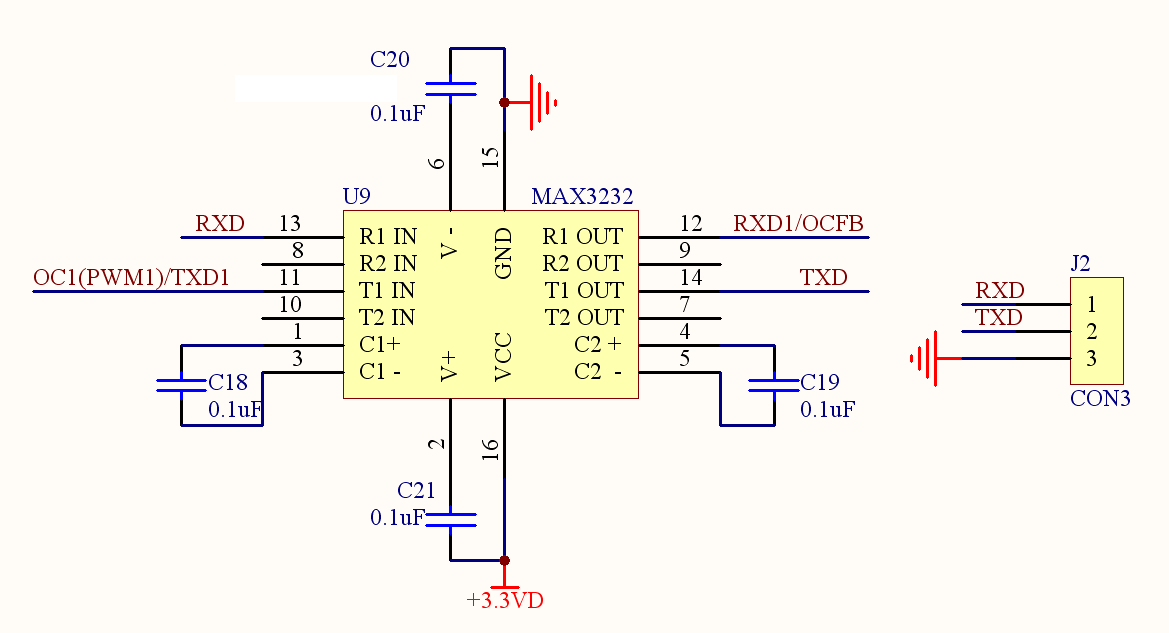 C20
0.1uF
6
15
U9
MAX3232
RXD
13
R1 IN
V -
GND
R1 OUT
12
RXD1/OCFB
8
R2 IN
R2 OUT
9
OC1(PWM1)/TXD1
11
T1 IN
T1 OUT
14
TXD
10
T2 IN
T2 OUT
7
1
C1+
V+
VCC
C2 +
4
3
C1 -
C2 -
5
C18
0.1uF
C19
0.1uF
2
16
C21
0.1uF
+3.3VD
J2
RXD
1
TXD
2
3
CON3